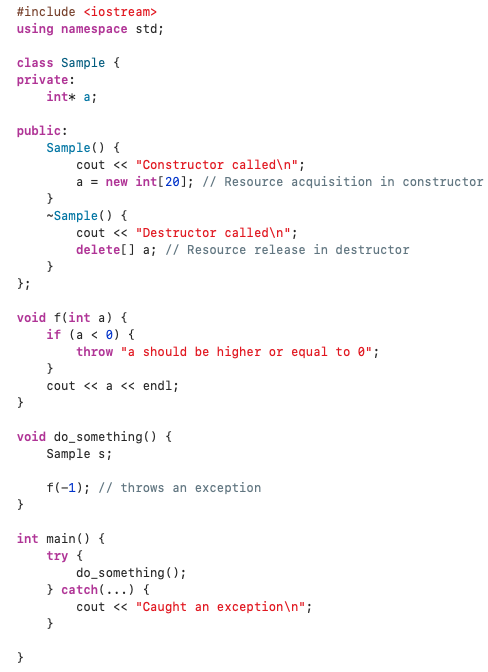 #include <iostream>
using namespace std;

class Sample {
private:
    int* a;

public:
    Sample() {
        cout << "Constructor called\n";
        a = new int[20]; // Resource acquisition in constructor
    }
    ~Sample() {
        cout << "Destructor called\n";
        delete[] a; // Resource release in destructor
    }
};

void f(int a) {
    if (a < 0) {
        throw "a should be higher or equal to 0";
    }
    cout << a << endl;
}

void do_something() {
    Sample s;

    f(-1); // throws an exception
}

int main() {
    try {
        do_something();
    } catch(...) {
        cout << "Caught an exception\n";
    }

}